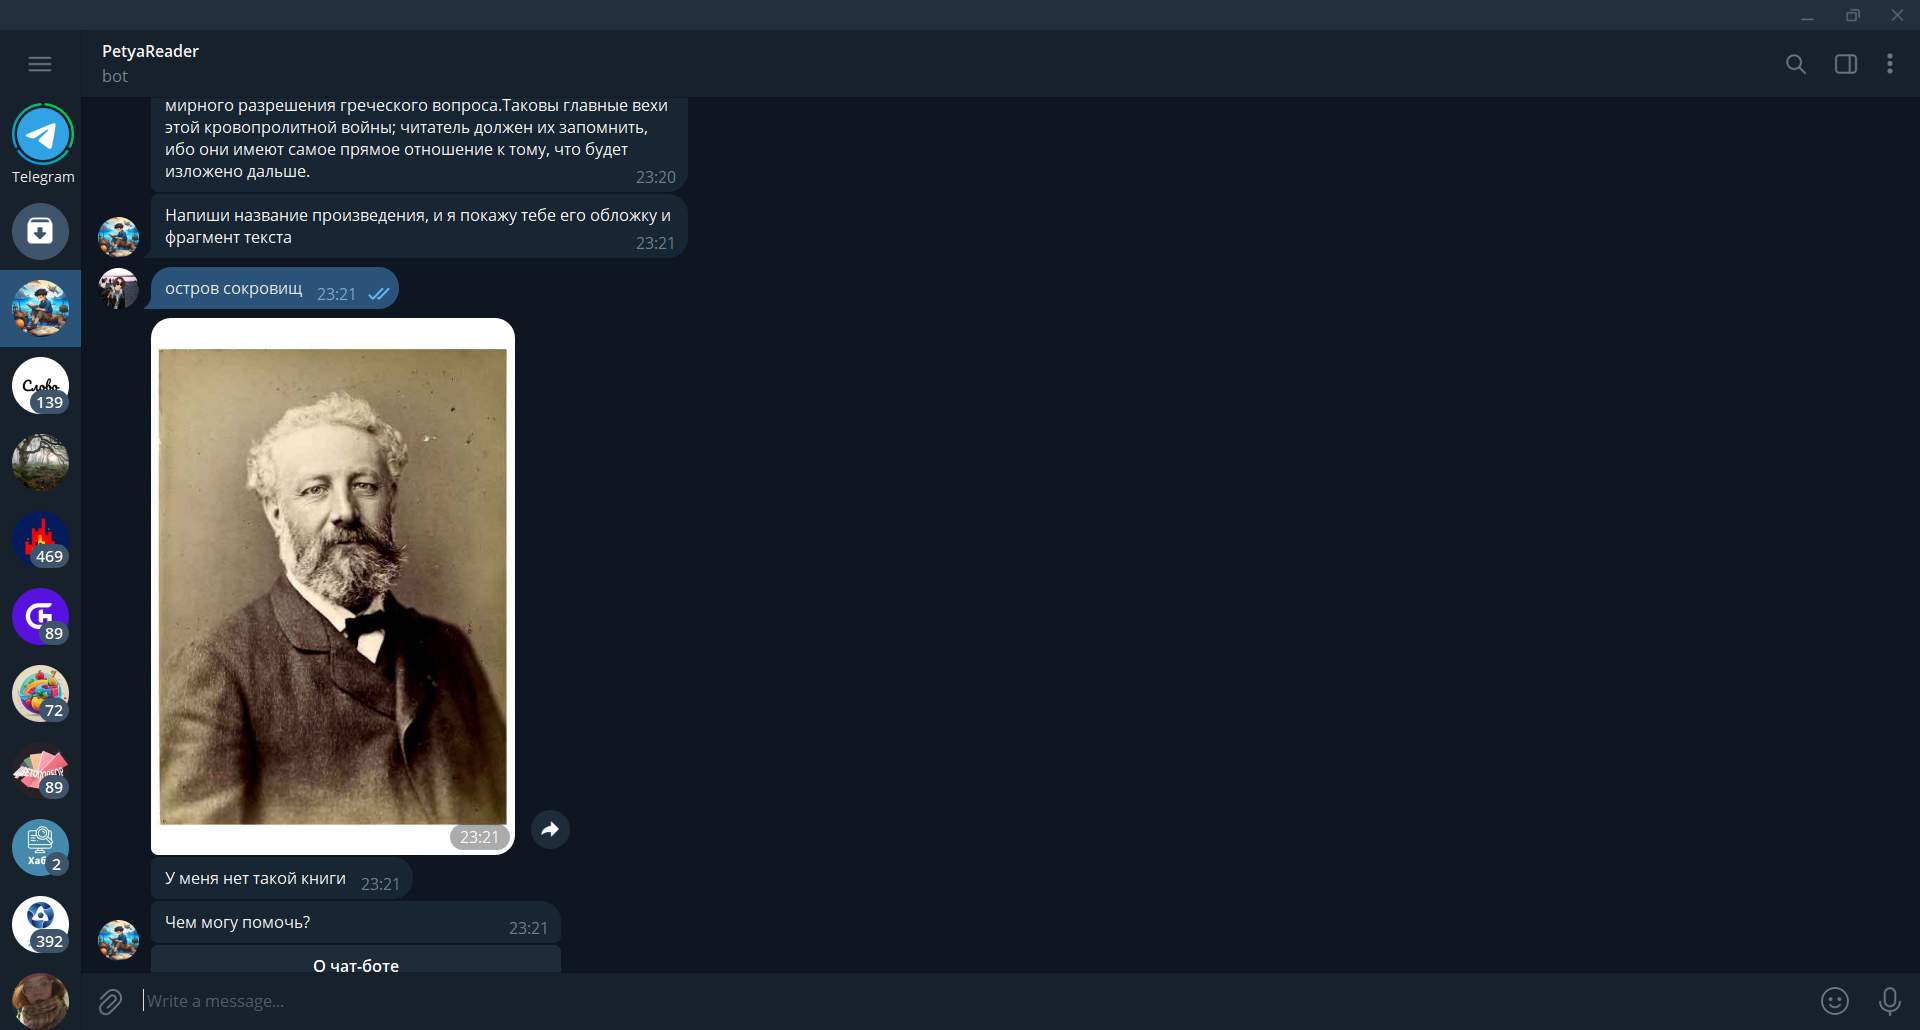 PetyaReader
bot
Telegram
мирного разрешения греческого вопроса.Таковы главные вехи
этой кровопролитной войны; читатель должен их запомнить,
ибо они имеют самое прямое отношение к тому, что будет
изложено дальше.
23:20
Напиши название произведения, и я покажу тебе его обложку и
фрагмент текста
23:21
остров сокровищ
23:21
Слово
139
469
89
72
89
2
392
23:21
У меня нет такой книги
23:21
Чем могу помочь?
23:21
О чат-боте
Write a message...